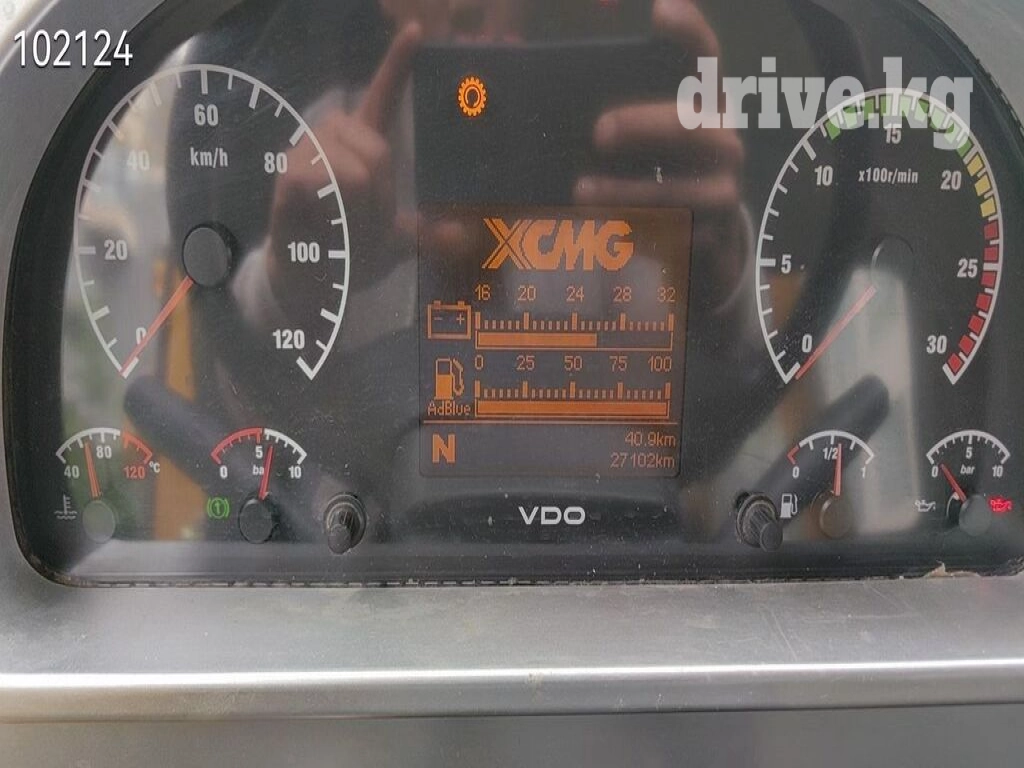 102124
drive.kg
0 20 40 60 80 100 120
km/h
XCMG
16 20 24 28 32
- +
0 25 50 75 100
AdBlue
N
40.9km
27102km
0 5 10 15 20 25 30
x100r/min
40 80 120 °C
0 5 10
bar
(1)
VDO
0 1/2 1
0 5 10
bar